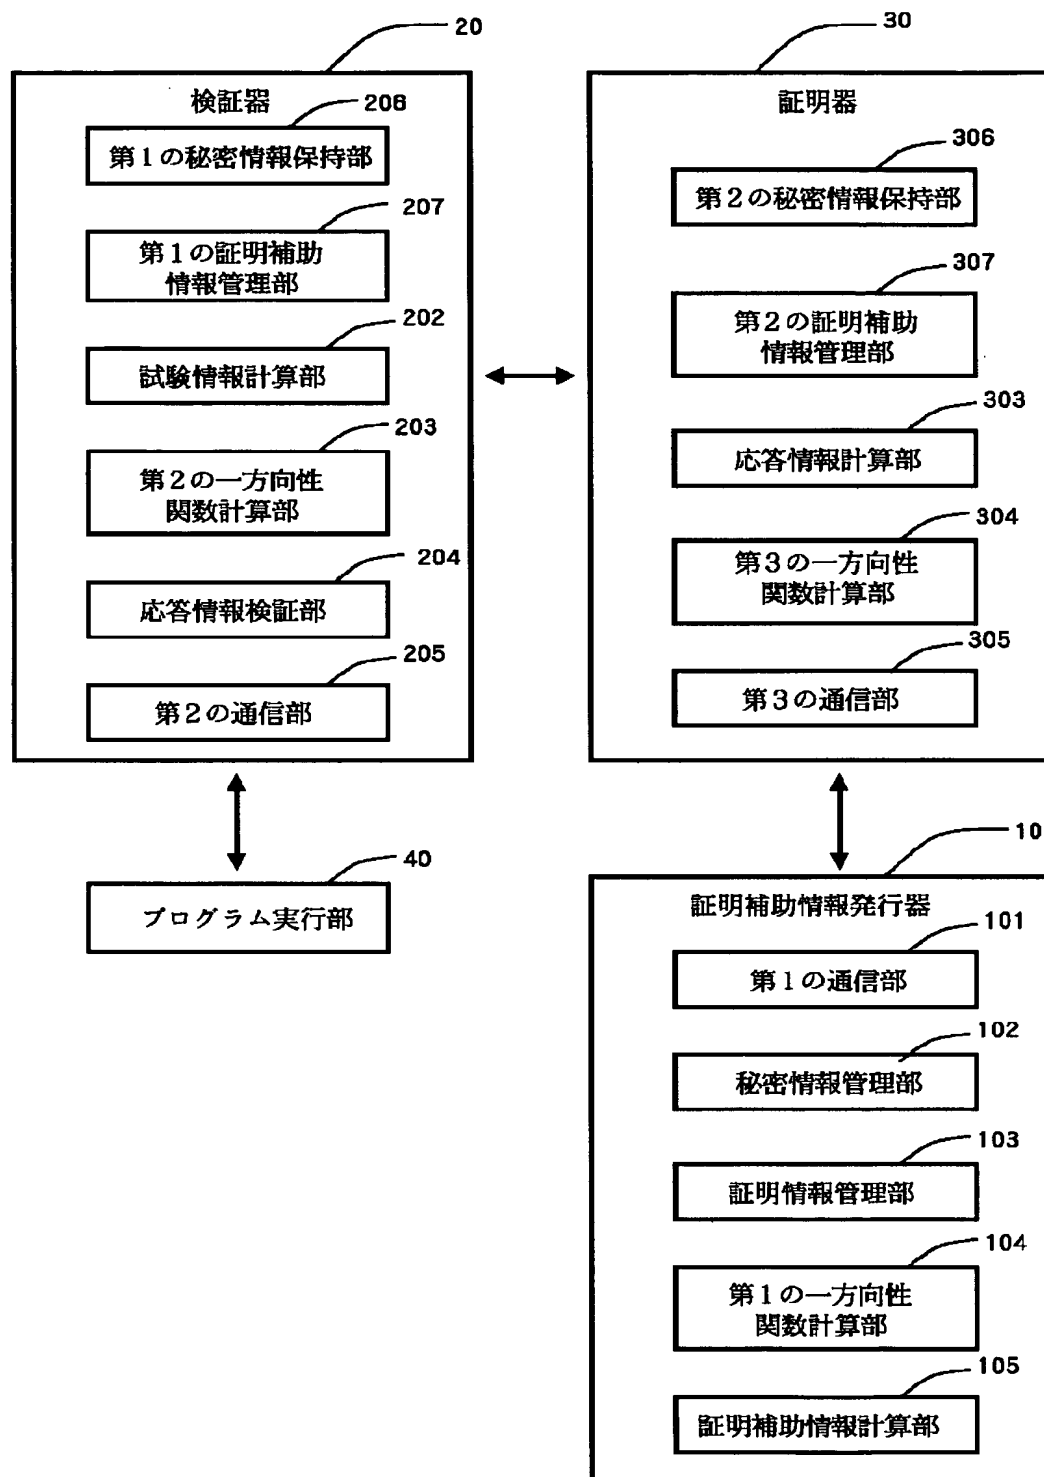 20
検証器
206
第1の秘密情報保持部
207
第1の証明補助
情報管理部
202
試験情報計算部
203
第2の一方向性
関数計算部
204
応答情報検証部
205
第2の通信部
40
プログラム実行部
30
証明器
306
第2の秘密情報保持部
307
第2の証明補助
情報管理部
303
応答情報計算部
304
第3の一方向性
関数計算部
305
第3の通信部
10
証明補助情報発行器
101
第1の通信部
102
秘密情報管理部
103
証明情報管理部
104
第1の一方向性
関数計算部
105
証明補助情報計算部